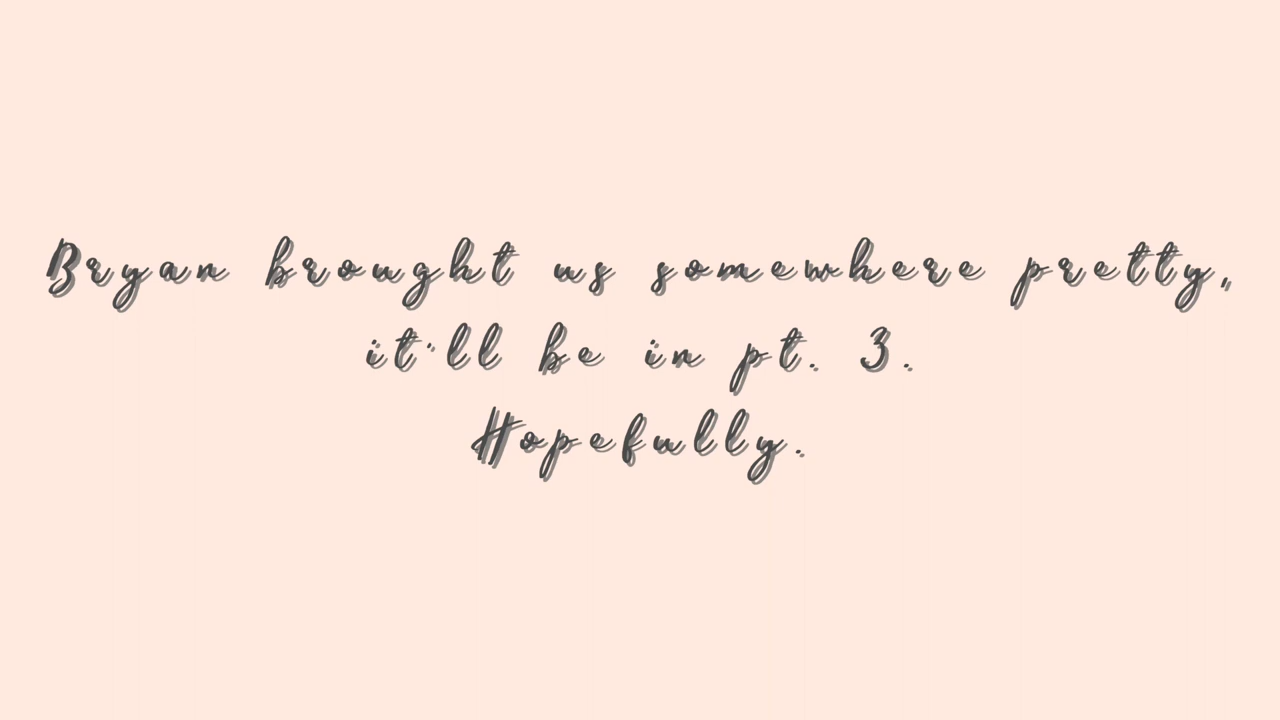 Bryan brought us somewhere pretty,
it'll be in pt. 3.
Hopefully.